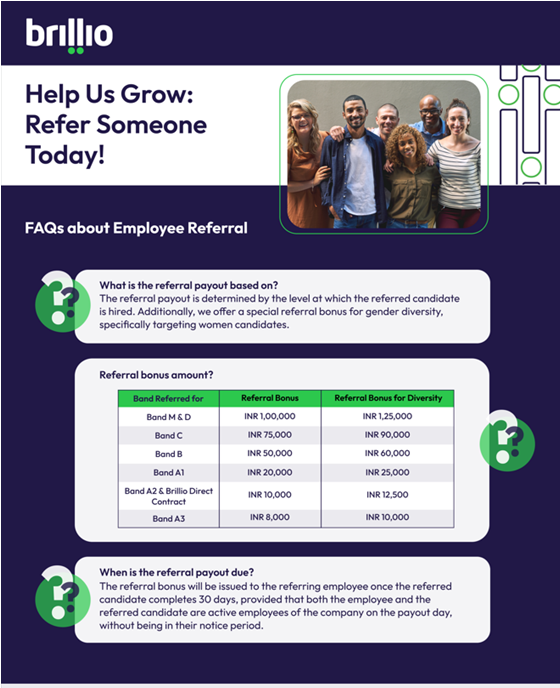 brillio
Help Us Grow:
Refer Someone
Today!
FAQs about Employee Referral
What is the referral payout based on?
The referral payout is determined by the level at which the referred candidate
is hired. Additionally, we offer a special referral bonus for gender diversity,
specifically targeting women candidates.
Referral bonus amount?
Band Referred for Referral Bonus Referral Bonus for Diversity
Band M & D INR 1,00,000 INR 1,25,000
Band C INR 75,000 INR 90,000
Band B INR 50,000 INR 60,000
Band A1 INR 20,000 INR 25,000
Band A2 & Brillio Direct
Contract INR 10,000 INR 12,500
Band A3 INR 8,000 INR 10,000
When is the referral payout due?
The referral bonus will be issued to the referring employee once the referred
candidate completes 30 days, provided that both the employee and the
referred candidate are active employees of the company on the payout day,
without being in their notice period.